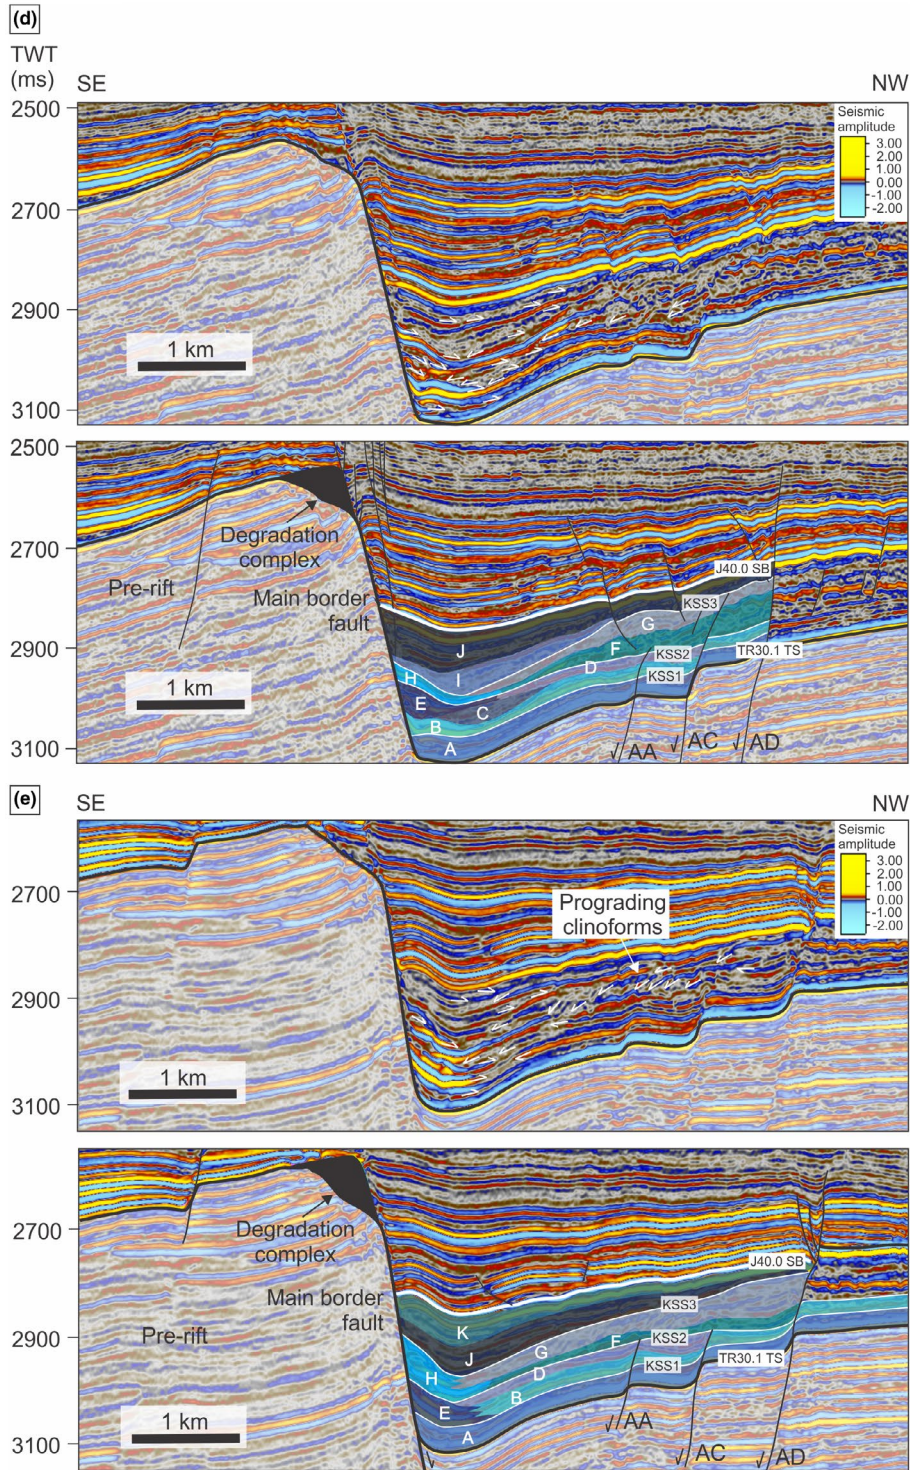 (d)
TWT
(ms)
SE
NW
2500
2700
2900
3100
Seismic
amplitude
3.00
2.00
1.00
0.00
-1.00
-2.00
1 km
2500
2700
2900
3100
Degradation
complex
Pre-rift
Main border
fault
1 km
J40.0 SB
KSS3
G
F
KSS2
TR30.1 TS
D
KSS1
J
I
H
E
C
B
A
AA
AC
AD
(e)
SE
NW
2700
2900
3100
Seismic
amplitude
3.00
2.00
1.00
0.00
-1.00
-2.00
Prograding
clinoforms
1 km
2700
2900
3100
Degradation
complex
Main border
fault
Pre-rift
1 km
J40.0 SB
KSS3
K
J
G
F
KSS2
TR30.1 TS
H
D
KSS1
B
E
A
AA
AC
AD